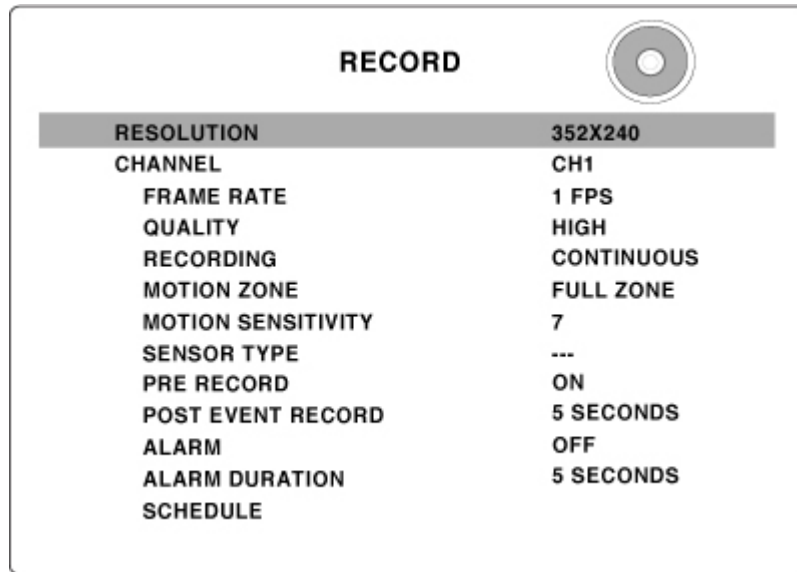 RECORD
RESOLUTION 352X240
CHANNEL CH1
FRAME RATE 1 FPS
QUALITY HIGH
RECORDING CONTINUOUS
MOTION ZONE FULL ZONE
MOTION SENSITIVITY 7
SENSOR TYPE ---
PRE RECORD ON
POST EVENT RECORD 5 SECONDS
ALARM OFF
ALARM DURATION 5 SECONDS
SCHEDULE